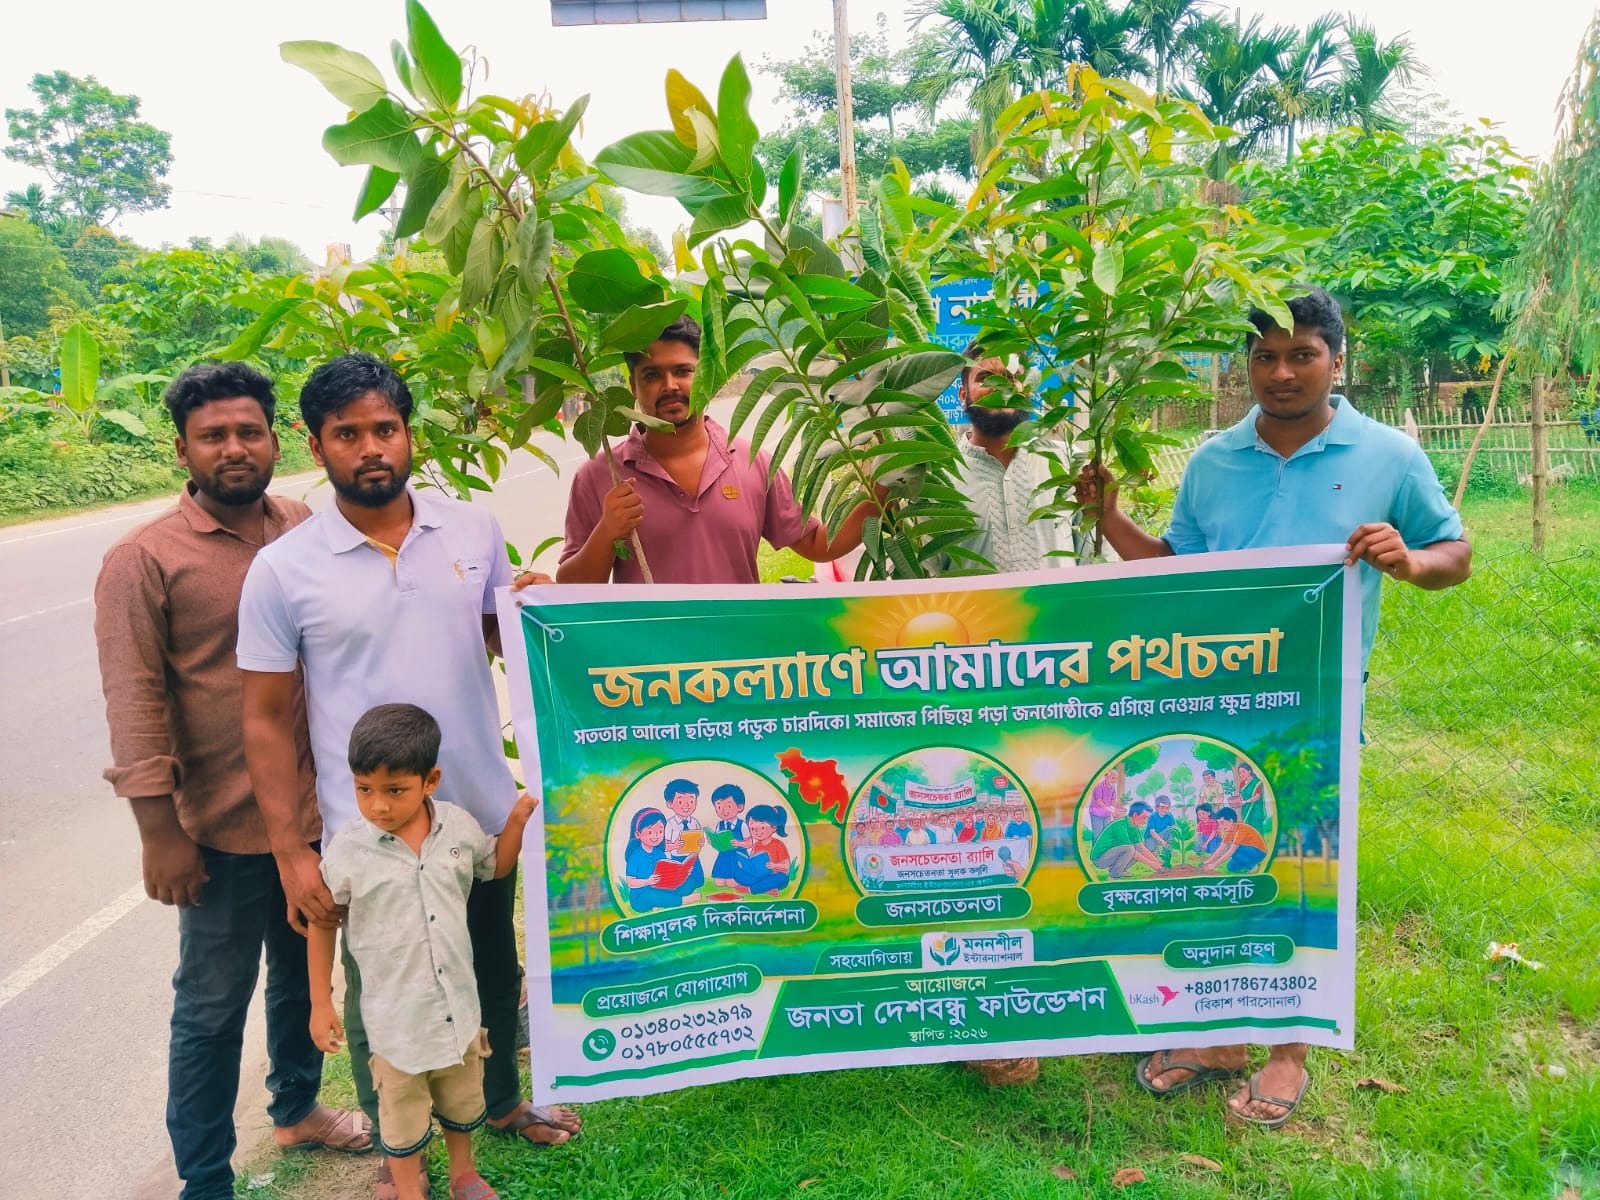 জনকল্যাণে আমাদের পথচলা
সততার আলো ছড়িয়ে পড়ুক চারদিকে। সমাজের পিছিয়ে পড়া জনগোষ্ঠীকে এগিয়ে নেওয়ার ক্ষুদ্র প্রয়াস।
জনসচেতনতা র‍্যালি
জনসচেতনতা র‍্যালি
শিক্ষামূলক দিকনির্দেশনা
জনসচেতনতা
বৃক্ষরোপণ কর্মসূচি
সহযোগিতায়
মননশীল
ইন্টারন্যাশনাল
অনুদান গ্রহণ
প্রয়োজনে যোগাযোগ
০১৩৪০২৩২৯৭৯
০১৭৮০৫৫৫৭৩২
আয়োজনে
জনতা দেশবন্ধু ফাউন্ডেশন
স্থাপিত :২০২৬
bKash
+8801786743802
(বিকাশ পারসোনাল)